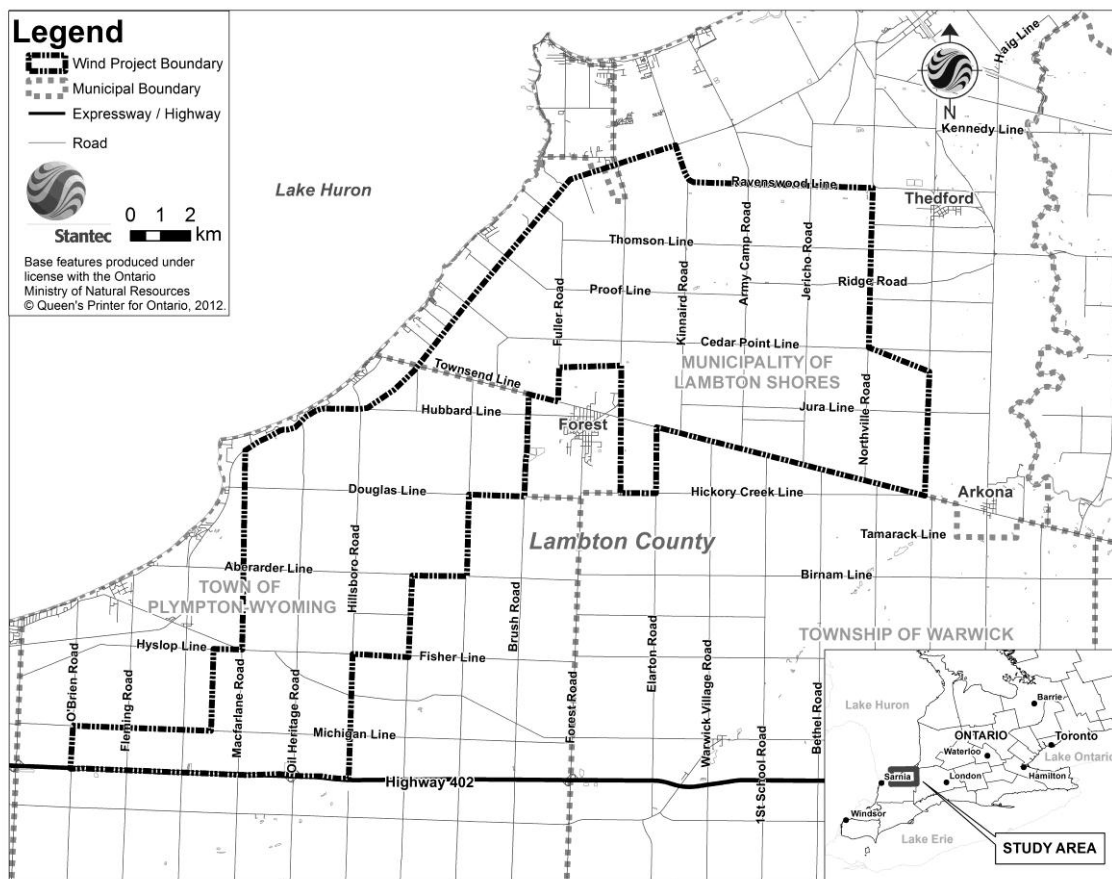 Legend
Wind Project Boundary
Municipal Boundary
Expressway / Highway
Road
Stantec
0 1 2
km
Base features produced under
license with the Ontario
Ministry of Natural Resources
© Queen's Printer for Ontario, 2012.
N
Haig Line
Kennedy Line
Lake Huron
Ravenswood Line
Thedford
Thomson Line
Army Camp Road
Jericho Road
Proof Line
Ridge Road
Fuller Road
Kinnaird Road
Cedar Point Line
MUNICIPALITY OF
LAMBTON SHORES
Townsend Line
Hubbard Line
Jura Line
Forest
Northville Road
Douglas Line
Hickory Creek Line
Arkona
Lambton County
Tamarack Line
Aberarder Line
Hillsboro Road
Birnam Line
TOWN OF
PLYMPTON-WYOMING
Brush Road
TOWNSHIP OF WARWICK
Hyslop Line
Fisher Line
Elarton Road
O'Brien Road
Fleming Road
Macfarlane Road
Oil Heritage Road
Forest Road
Warwick Village Road
Bethel Road
Michigan Line
1St School Road
Highway 402
Lake Huron
Barrie
ONTARIO
Toronto
Waterloo
Lake Ontario
Sarnia
London
Hamilton
Windsor
Lake Erie
STUDY AREA